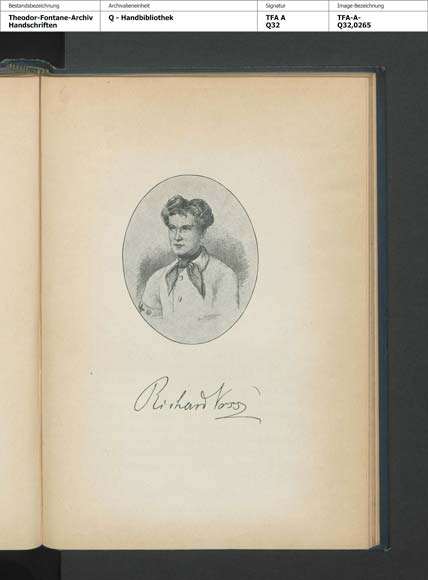 Bestandsbezeichnung
Theodor-Fontane-Archiv
Handschriften
Archivalieneinheit
Q - Handbibliothek
Signatur
TFA A
Q32
Image-Bezeichnung
TFA-A-
Q32,0265
Richard Voss